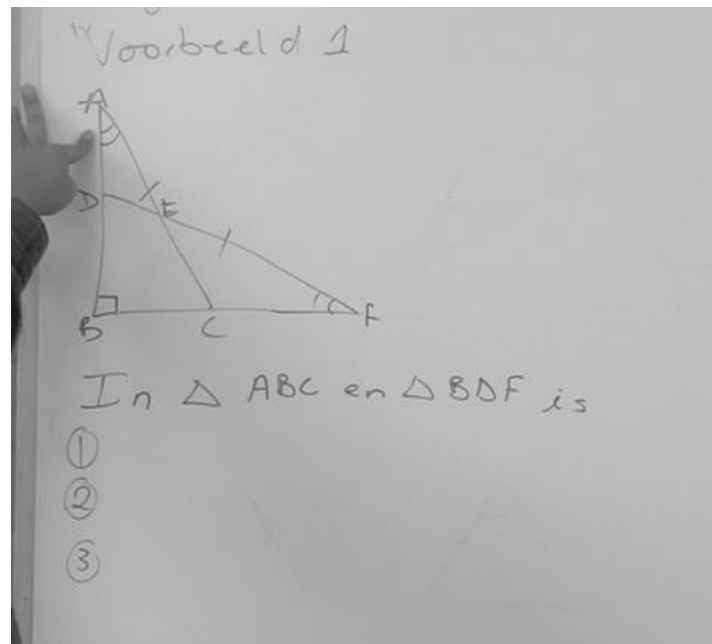 Voorbeeld 1
A
D
E
B
C
F
In △ ABC en △ BDF is
①
②
③